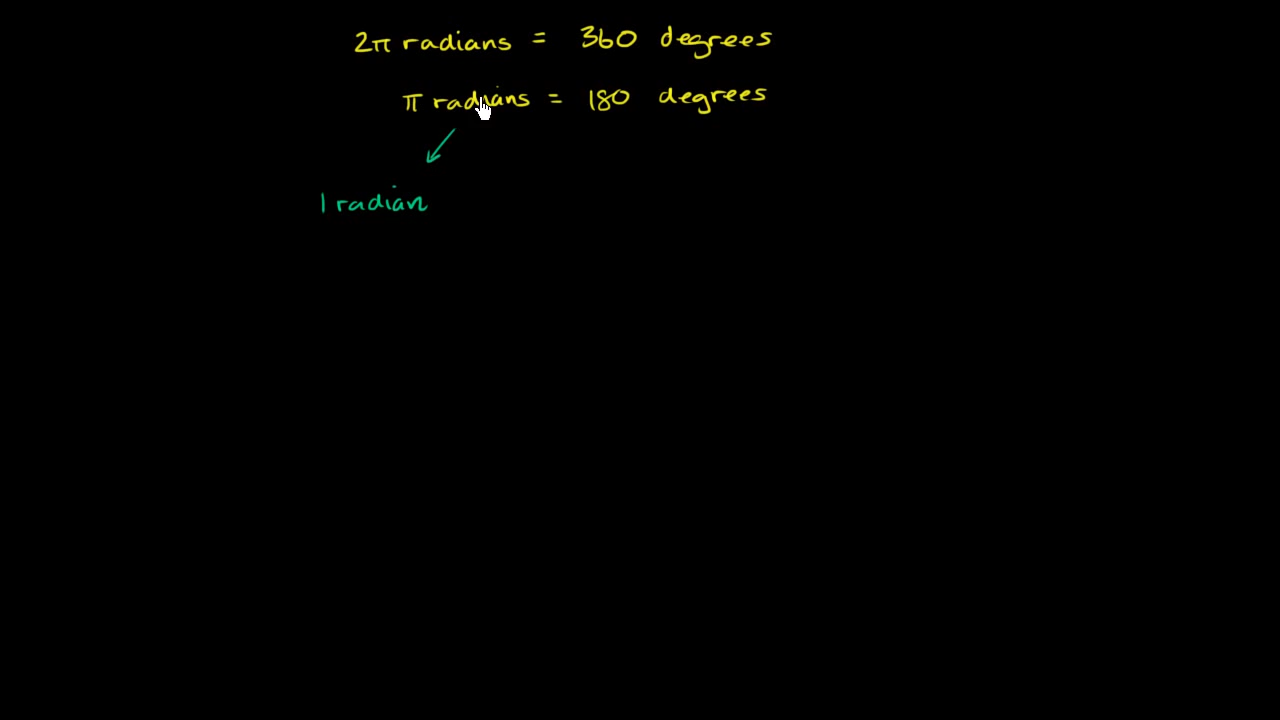 2π radians = 360 degrees
π radians = 180 degrees
1 radian